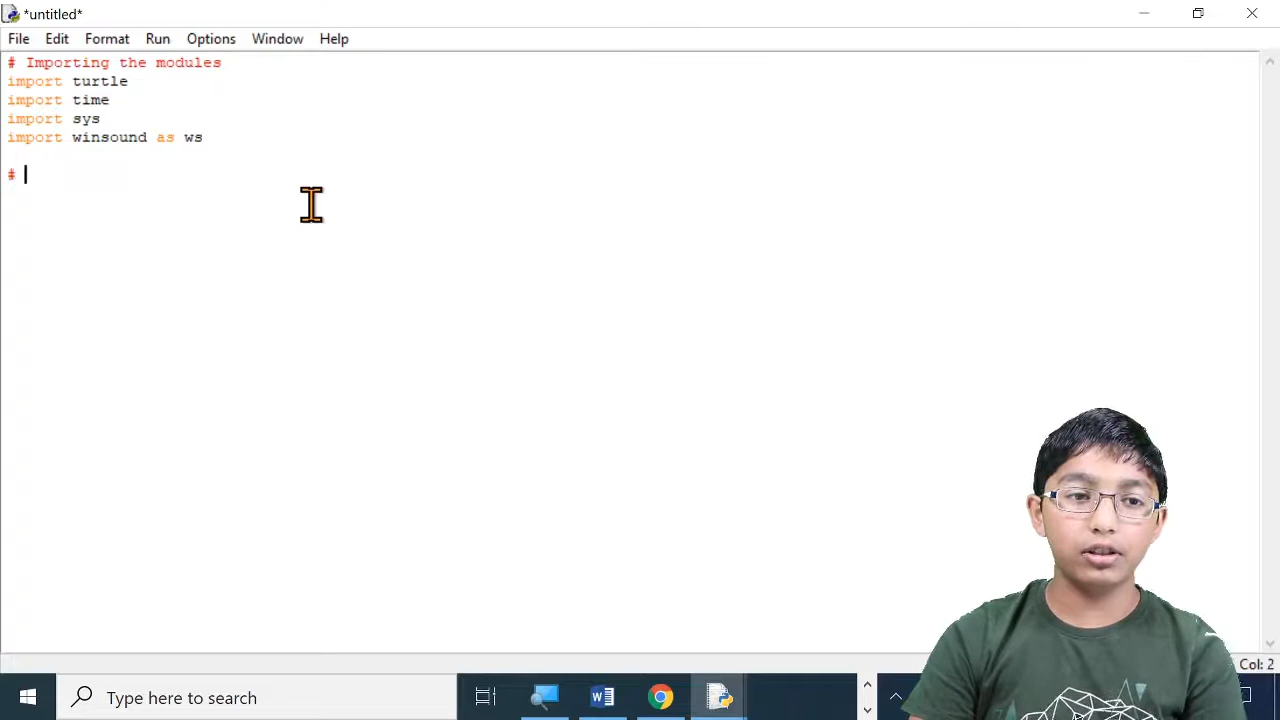 *untitled*
File Edit Format Run Options Window Help
# Importing the modules
import turtle
import time
import sys
import winsound as ws
#
Col: 2
Type here to search